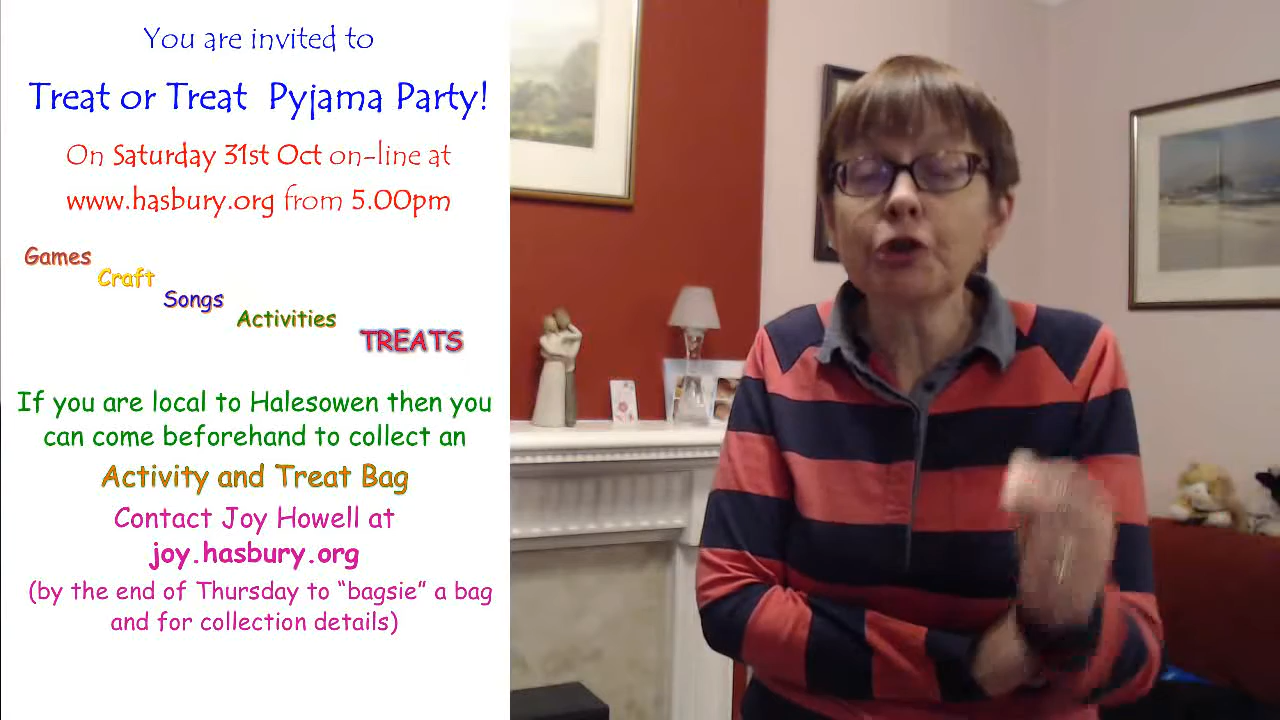 You are invited to
Treat or Treat Pyjama Party!
On Saturday 31st Oct on-line at
www.hasbury.org from 5.00pm
Games
Craft
Songs
Activities
TREATS
If you are local to Halesowen then you
can come beforehand to collect an
Activity and Treat Bag
Contact Joy Howell at
joy.hasbury.org
(by the end of Thursday to “bagsie” a bag
and for collection details)